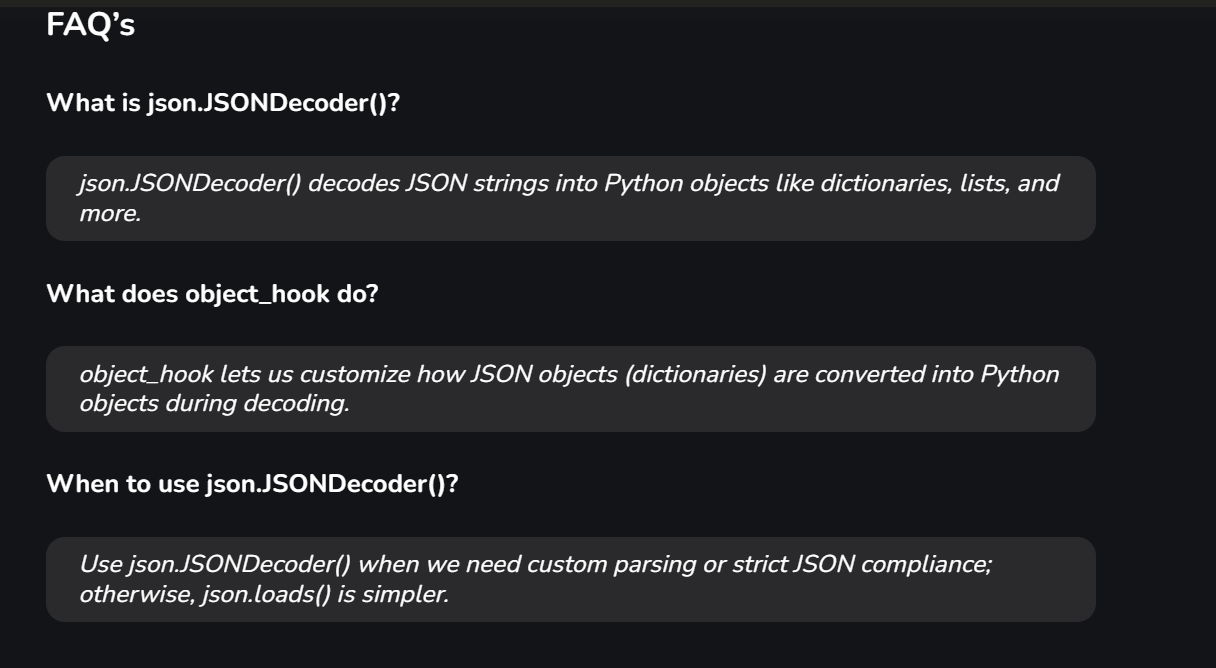 FAQ’s
What is json.JSONDecoder()?
json.JSONDecoder() decodes JSON strings into Python objects like dictionaries, lists, and
more.
What does object_hook do?
object_hook lets us customize how JSON objects (dictionaries) are converted into Python
objects during decoding.
When to use json.JSONDecoder()?
Use json.JSONDecoder() when we need custom parsing or strict JSON compliance;
otherwise, json.loads() is simpler.